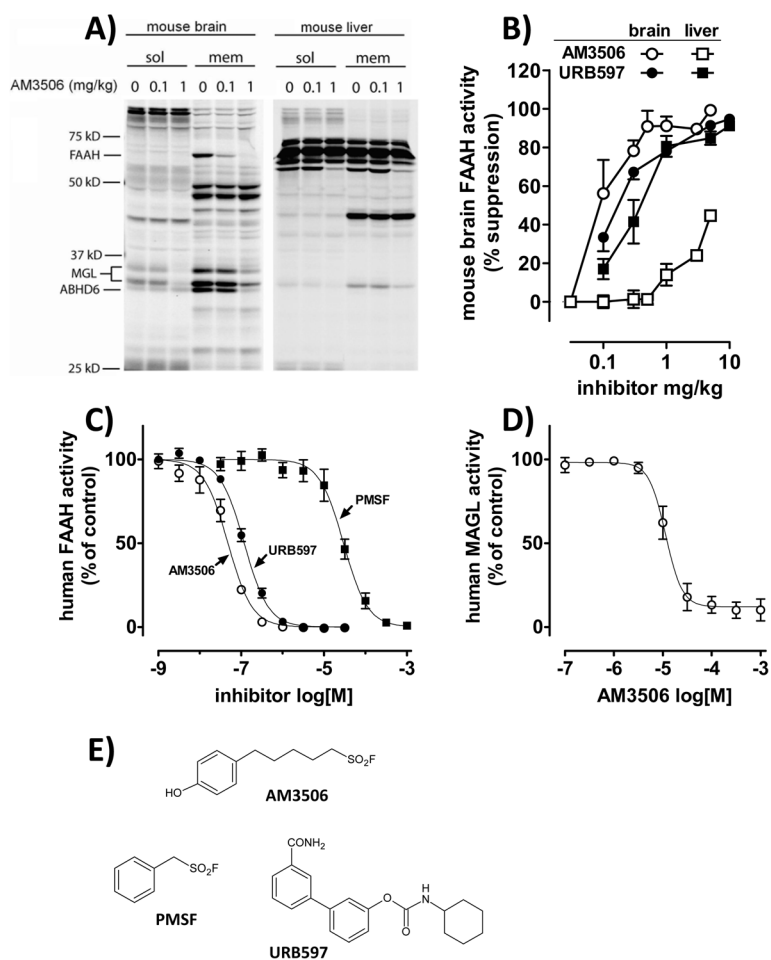 A)
mouse brain mouse liver
sol mem sol mem
AM3506 (mg/kg) 0 0.1 1 0 0.1 1 0 0.1 1 0 0.1 1
75 kD
FAAH
50 kD
37 kD
MGL
ABHD6
25 kD
B)
brain liver
AM3506
URB597
mouse brain FAAH activity
(% suppression)
120
100
80
60
40
20
0
0.1 1 10
inhibitor mg/kg
C)
human FAAH activity
(% of control)
100
50
0
PMSF
URB597
AM3506
-9 -7 -5 -3
inhibitor log[M]
D)
human MAGL activity
(% of control)
100
50
0
-7 -6 -5 -4 -3
AM3506 log[M]
E)
SO2F
HO
AM3506
SO2F
PMSF
CONH2
O
H
N
O
URB597